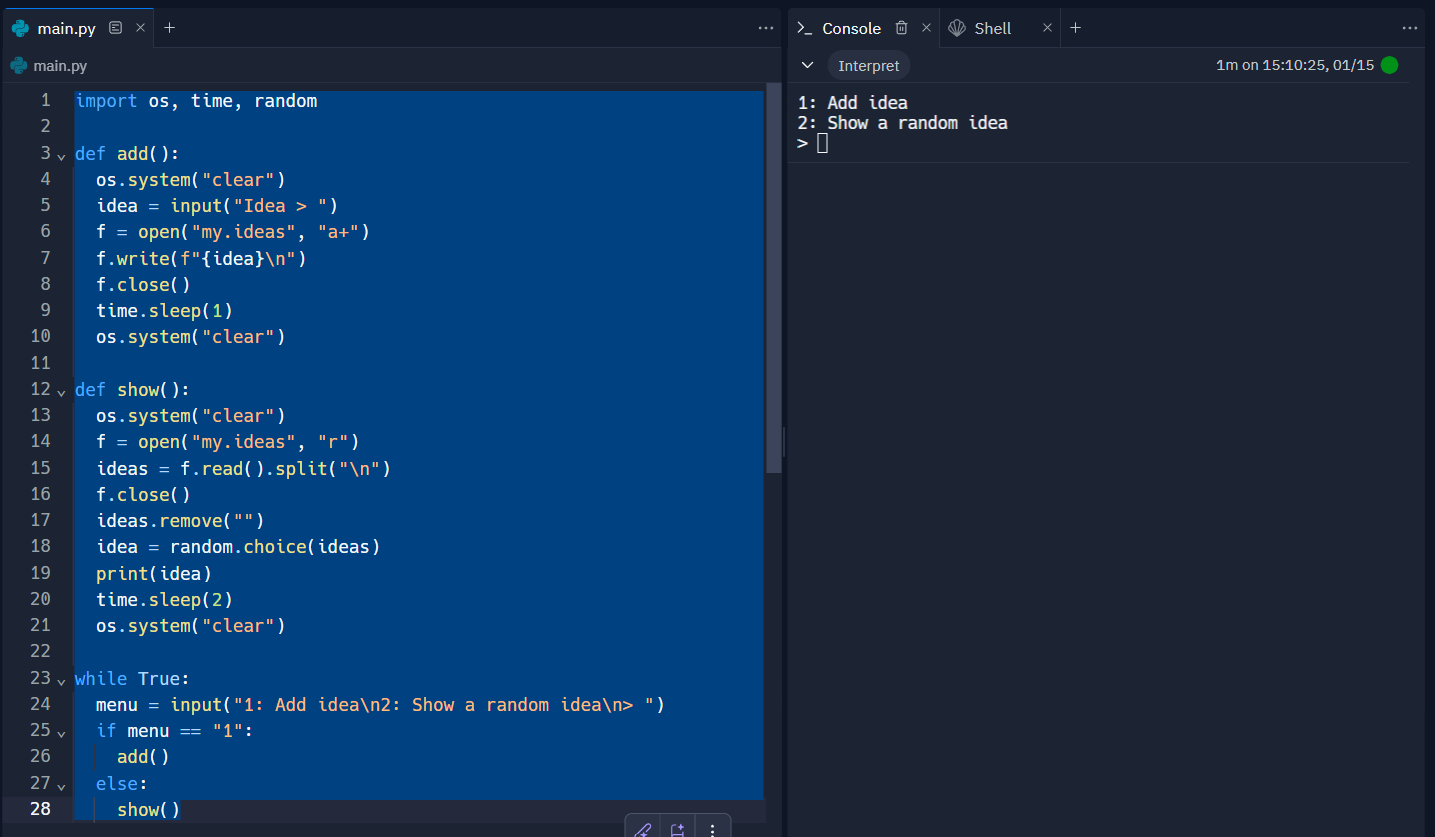 main.py
main.py
1 import os, time, random
2
3 def add():
4   os.system("clear")
5   idea = input("Idea > ")
6   f = open("my.ideas", "a+")
7   f.write(f"{idea}\n")
8   f.close()
9   time.sleep(1)
10   os.system("clear")
11
12 def show():
13   os.system("clear")
14   f = open("my.ideas", "r")
15   ideas = f.read().split("\n")
16   f.close()
17   ideas.remove("")
18   idea = random.choice(ideas)
19   print(idea)
20   time.sleep(2)
21   os.system("clear")
22
23 while True:
24   menu = input("1: Add idea\n2: Show a random idea\n> ")
25   if menu == "1":
26     add()
27   else:
28     show()
Console Shell
Interpret 1m on 15:10:25, 01/15
1: Add idea
2: Show a random idea
>